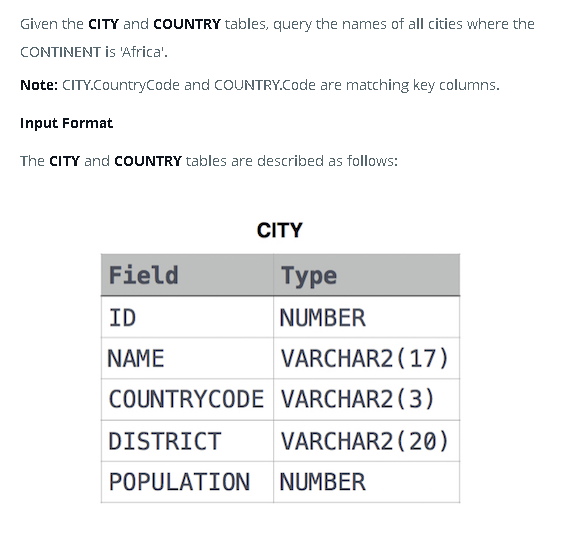 Given the CITY and COUNTRY tables, query the names of all cities where the
CONTINENT is 'Africa'.
Note: CITY.CountryCode and COUNTRY.Code are matching key columns.
Input Format
The CITY and COUNTRY tables are described as follows:
CITY
Field Type
ID NUMBER
NAME VARCHAR2(17)
COUNTRYCODE VARCHAR2(3)
DISTRICT VARCHAR2(20)
POPULATION NUMBER